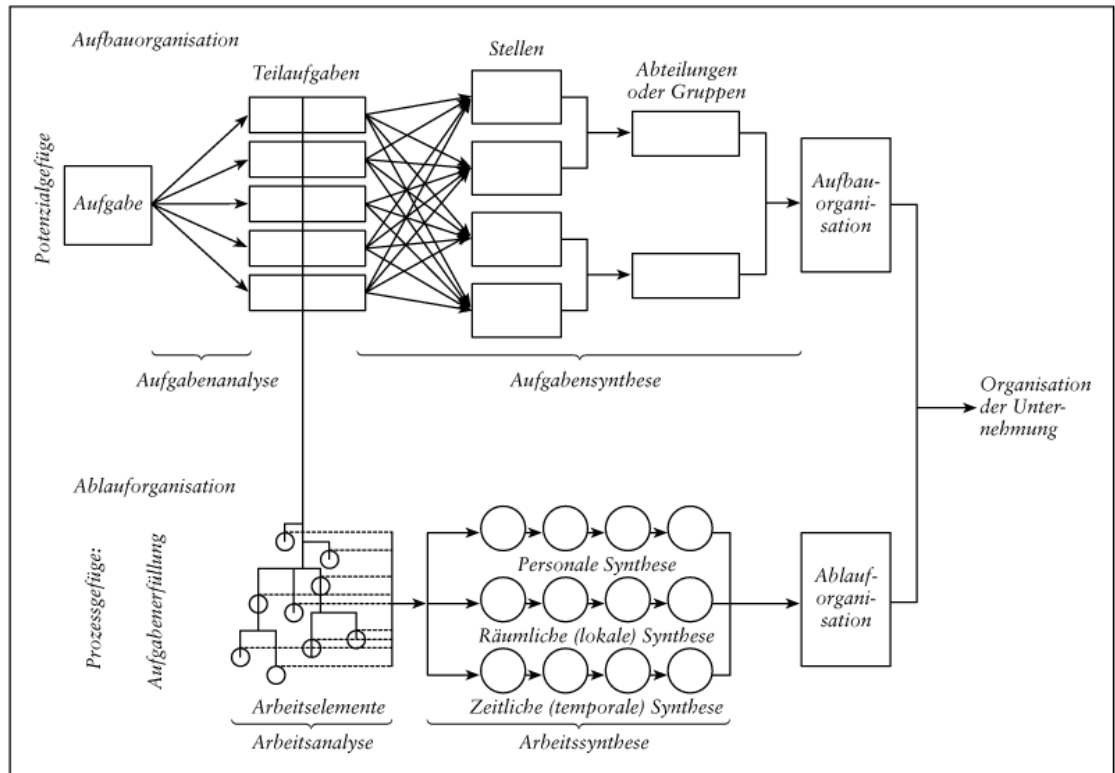 Aufbauorganisation
Stellen
Teilaufgaben
Abteilungen
oder Gruppen
Potenzialgefüge
Aufgabe
Aufbau-
organi-
sation
Aufgabenanalyse
Aufgabensynthese
Organisation
der Unter-
nehmung
Ablauforganisation
Prozessgefüge:
Aufgabenerfüllung
Personale Synthese
Räumliche (lokale) Synthese
Zeitliche (temporale) Synthese
Ablauf-
organi-
sation
Arbeitselemente
Arbeitsanalyse
Arbeitssynthese